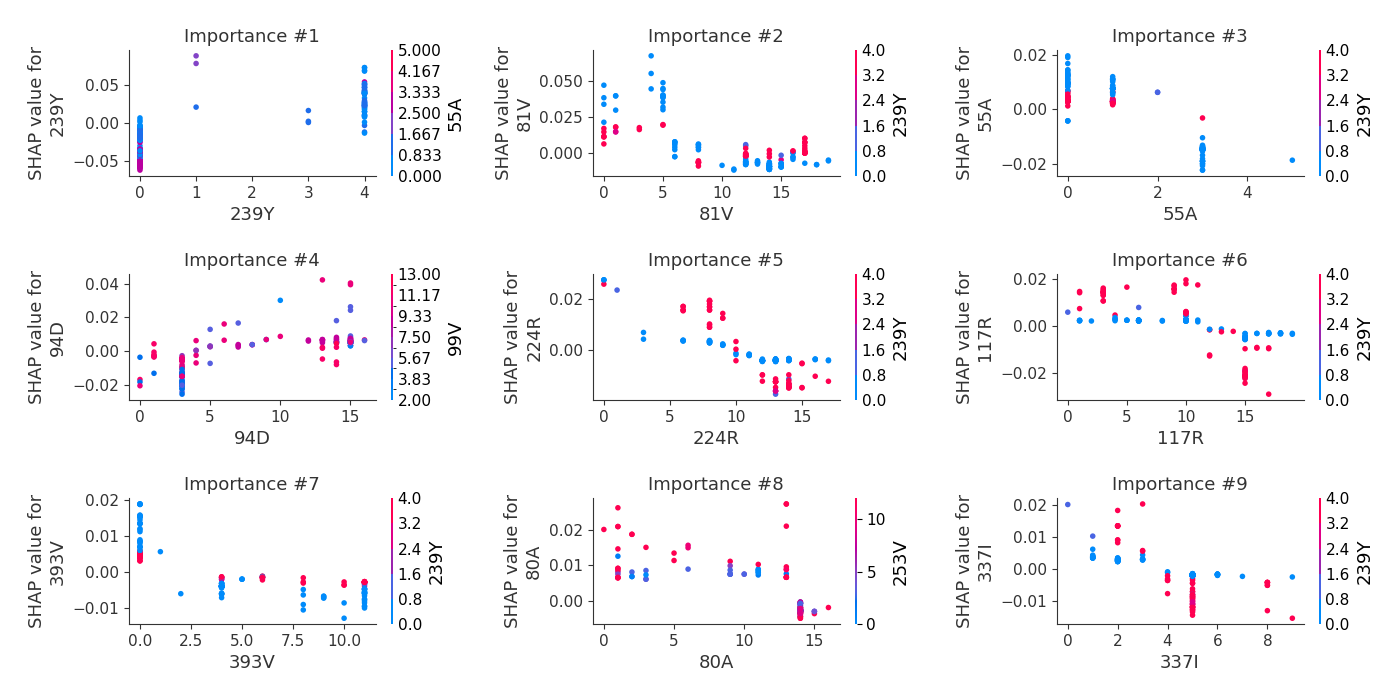 Importance #1
SHAP value for
239Y
0.05
0.00
−0.05
0
1
2
3
4
239Y
5.000
4.167
3.333
2.500
1.667
0.833
0.000
55A
Importance #2
SHAP value for
81V
0.050
0.025
0.000
0
5
10
15
81V
4.0
3.2
2.4
1.6
0.8
0.0
239Y
Importance #3
SHAP value for
55A
0.02
0.00
−0.02
0
2
4
55A
4.0
3.2
2.4
1.6
0.8
0.0
239Y
Importance #4
SHAP value for
94D
0.04
0.02
0.00
−0.02
0
5
10
15
94D
13.00
11.17
9.33
7.50
5.67
3.83
2.00
99V
Importance #5
SHAP value for
224R
0.02
0.00
0
5
10
15
224R
4.0
3.2
2.4
1.6
0.8
0.0
239Y
Importance #6
SHAP value for
117R
0.02
0.00
−0.02
0
5
10
15
117R
4.0
3.2
2.4
1.6
0.8
0.0
239Y
Importance #7
SHAP value for
393V
0.02
0.01
0.00
−0.01
0.0
2.5
5.0
7.5
10.0
393V
4.0
3.2
2.4
1.6
0.8
0.0
239Y
Importance #8
SHAP value for
80A
0.02
0.01
0.00
0
5
10
15
80A
10
5
0
253V
Importance #9
SHAP value for
337I
0.02
0.01
0.00
−0.01
0
2
4
6
8
337I
4.0
3.2
2.4
1.6
0.8
0.0
239Y